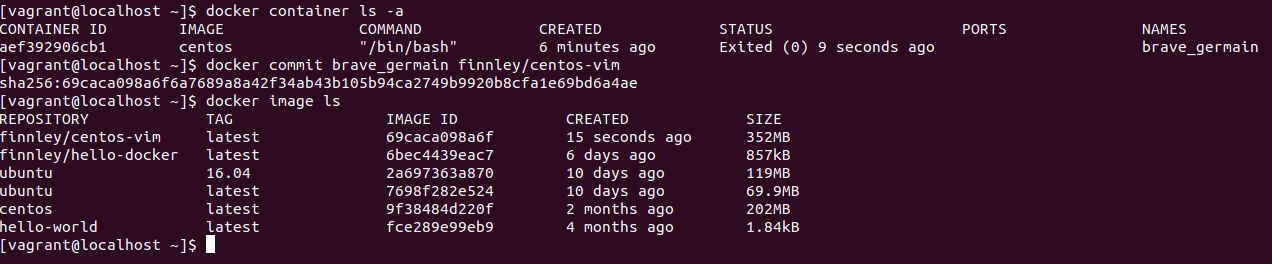 [vagrant@localhost ~]$ docker container ls -a
CONTAINER ID        IMAGE               COMMAND             CREATED             STATUS                     PORTS               NAMES
aef392906cb1        centos              "/bin/bash"         6 minutes ago       Exited (0) 9 seconds ago                       brave_germain
[vagrant@localhost ~]$ docker commit brave_germain finnley/centos-vim
sha256:69caca098a6f6a7689a8a42f34ab43b105b94ca2749b9920b8cfa1e69bd6a4ae
[vagrant@localhost ~]$ docker image ls
REPOSITORY             TAG                 IMAGE ID            CREATED             SIZE
finnley/centos-vim     latest              69caca098a6f        15 seconds ago      352MB
finnley/hello-docker   latest              6bec4439eac7        6 days ago          857kB
ubuntu                 16.04               2a697363a870        10 days ago         119MB
ubuntu                 latest              7698f282e524        10 days ago         69.9MB
centos                 latest              9f38484d220f        2 months ago        202MB
hello-world            latest              fce289e99eb9        4 months ago        1.84kB
[vagrant@localhost ~]$